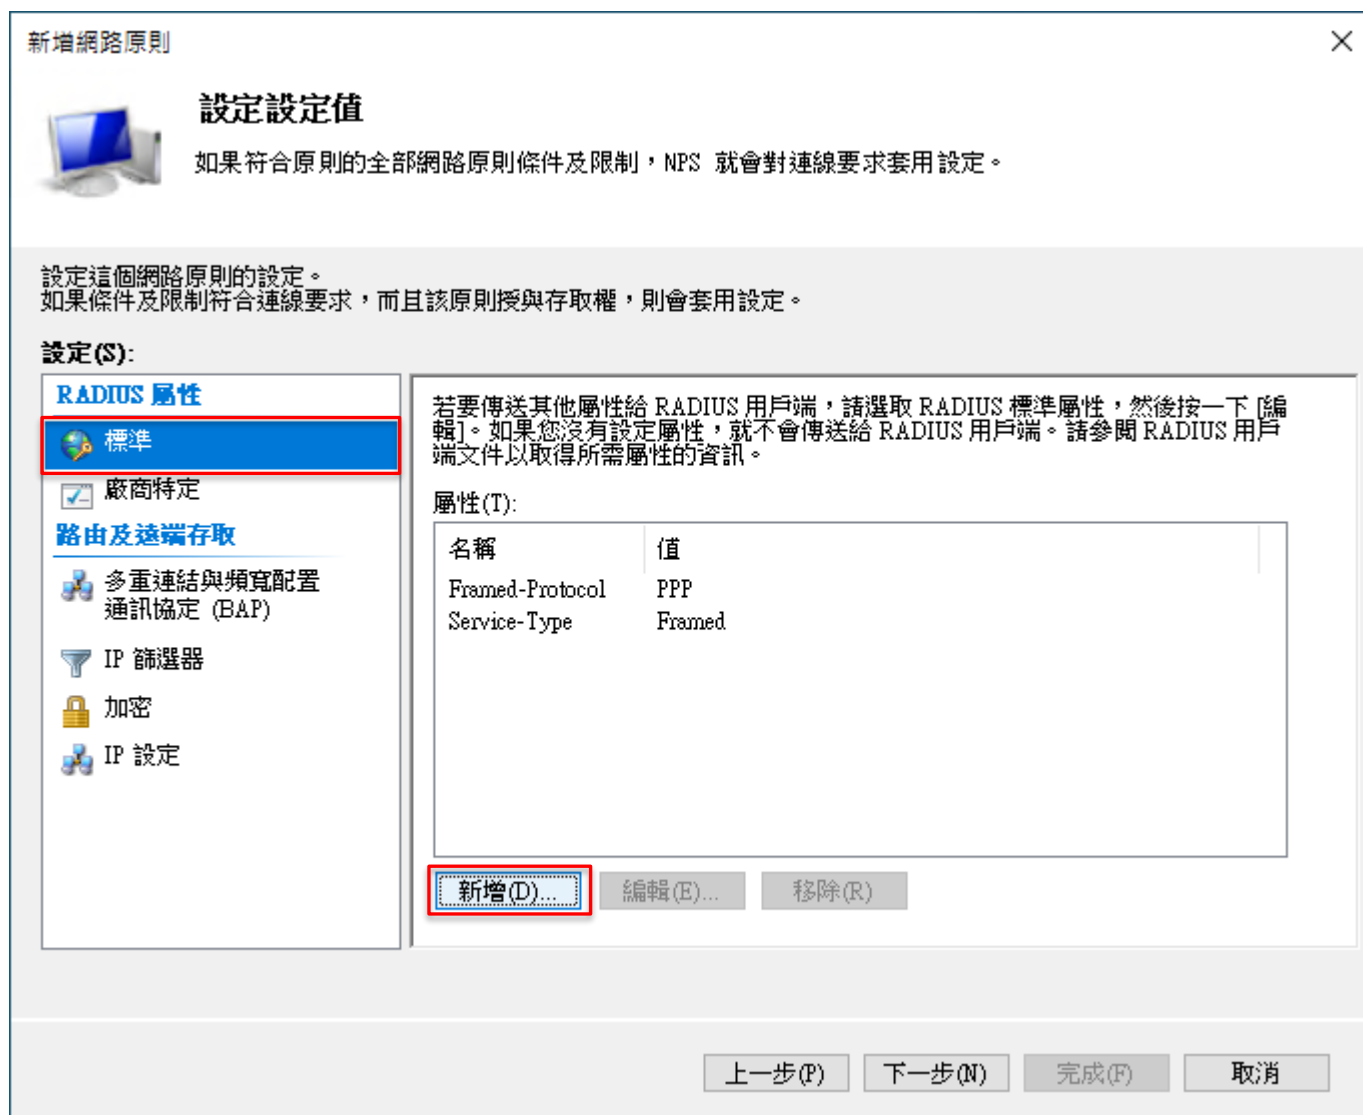 新增網路原則
設定設定值
如果符合原則的全部網路原則條件及限制，NPS 就會對連線要求套用設定。
設定這個網路原則的設定。
如果條件及限制符合連線要求，而且該原則授與存取權，則會套用設定。
設定(S):
RADIUS 屬性
標準
廠商特定
路由及遠端存取
多重連結與頻寬配置
通訊協定 (BAP)
IP 篩選器
加密
IP 設定
若要傳送其他屬性給 RADIUS 用戶端，請選取 RADIUS 標準屬性，然後按一下 [編
輯]。如果您沒有設定屬性，就不會傳送給 RADIUS 用戶端。請參閱 RADIUS 用戶
端文件以取得所需屬性的資訊。
屬性(T):
名稱 值
Framed-Protocol PPP
Service-Type Framed
新增(D)... 編輯(E)... 移除(R)
上一步(P) 下一步(N) 完成(F) 取消